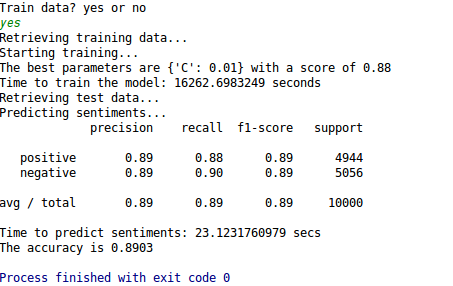 Train data? yes or no
yes
Retrieving training data...
Starting training...
The best parameters are {'C': 0.01} with a score of 0.88
Time to train the model: 16262.6983249 seconds
Retrieving test data...
Predicting sentiments...
precision recall f1-score support
positive 0.89 0.88 0.89 4944
negative 0.89 0.90 0.89 5056
avg / total 0.89 0.89 0.89 10000
Time to predict sentiments: 23.1231760979 secs
The accuracy is 0.8903
Process finished with exit code 0